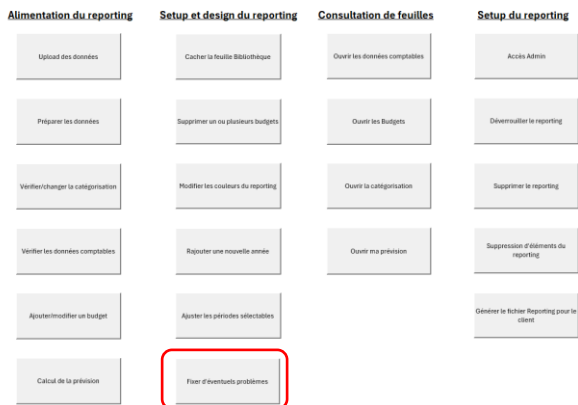 Alimentation du reporting
Setup et design du reporting
Consultation de feuilles
Setup du reporting
Upload des données
Cacher la feuille Bibliothèque
Ouvrir les données comptables
Accès Admin
Préparer les données
Supprimer un ou plusieurs budgets
Ouvrir les Budgets
Déverrouiller le reporting
Vérifier/changer la catégorisation
Modifier les couleurs du reporting
Ouvrir la catégorisation
Supprimer le reporting
Vérifier les données comptables
Rajouter une nouvelle année
Ouvrir ma prévision
Suppression d'éléments du
reporting
Ajouter/modifier un budget
Ajuster les périodes sélectables
Générer le fichier Reporting pour le
client
Calcul de la prévision
Fixer d'éventuels problèmes